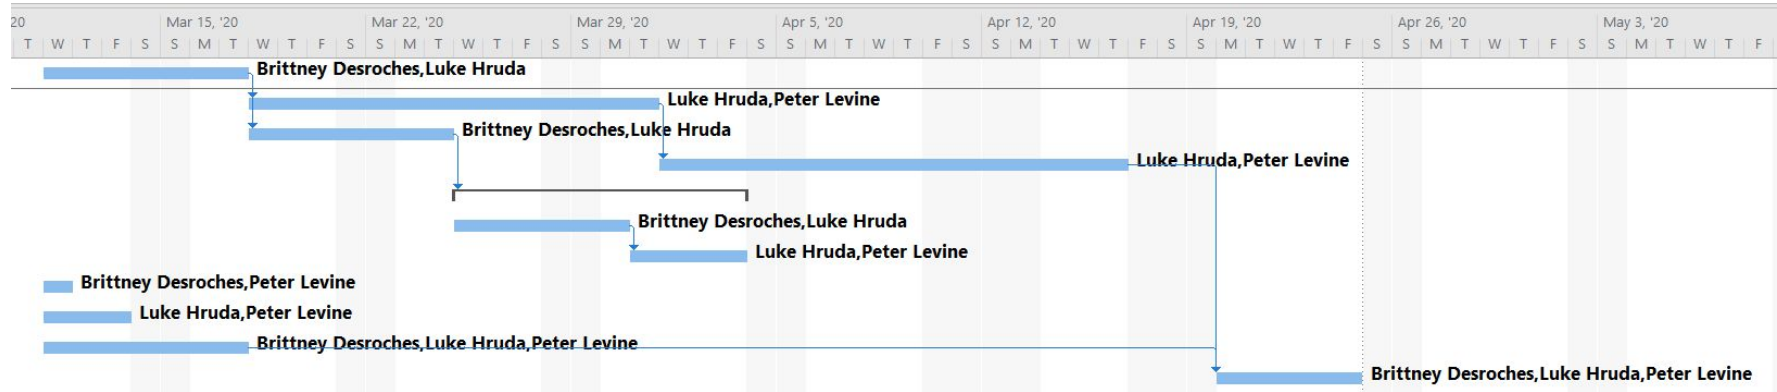 20 Mar 15, '20 Mar 22, '20 Mar 29, '20 Apr 5, '20 Apr 12, '20 Apr 19, '20 Apr 26, '20 May 3, '20
T W T F S S M T W T F S S M T W T F S S M T W T F S S M T W T F S S M T W T F S S M T W T F S S M T W T F S S M T W T F
Brittney Desroches,Luke Hruda
Luke Hruda,Peter Levine
Brittney Desroches,Luke Hruda
Luke Hruda,Peter Levine
Brittney Desroches,Luke Hruda
Luke Hruda,Peter Levine
Brittney Desroches,Peter Levine
Luke Hruda,Peter Levine
Brittney Desroches,Luke Hruda,Peter Levine
Brittney Desroches,Luke Hruda,Peter Levine